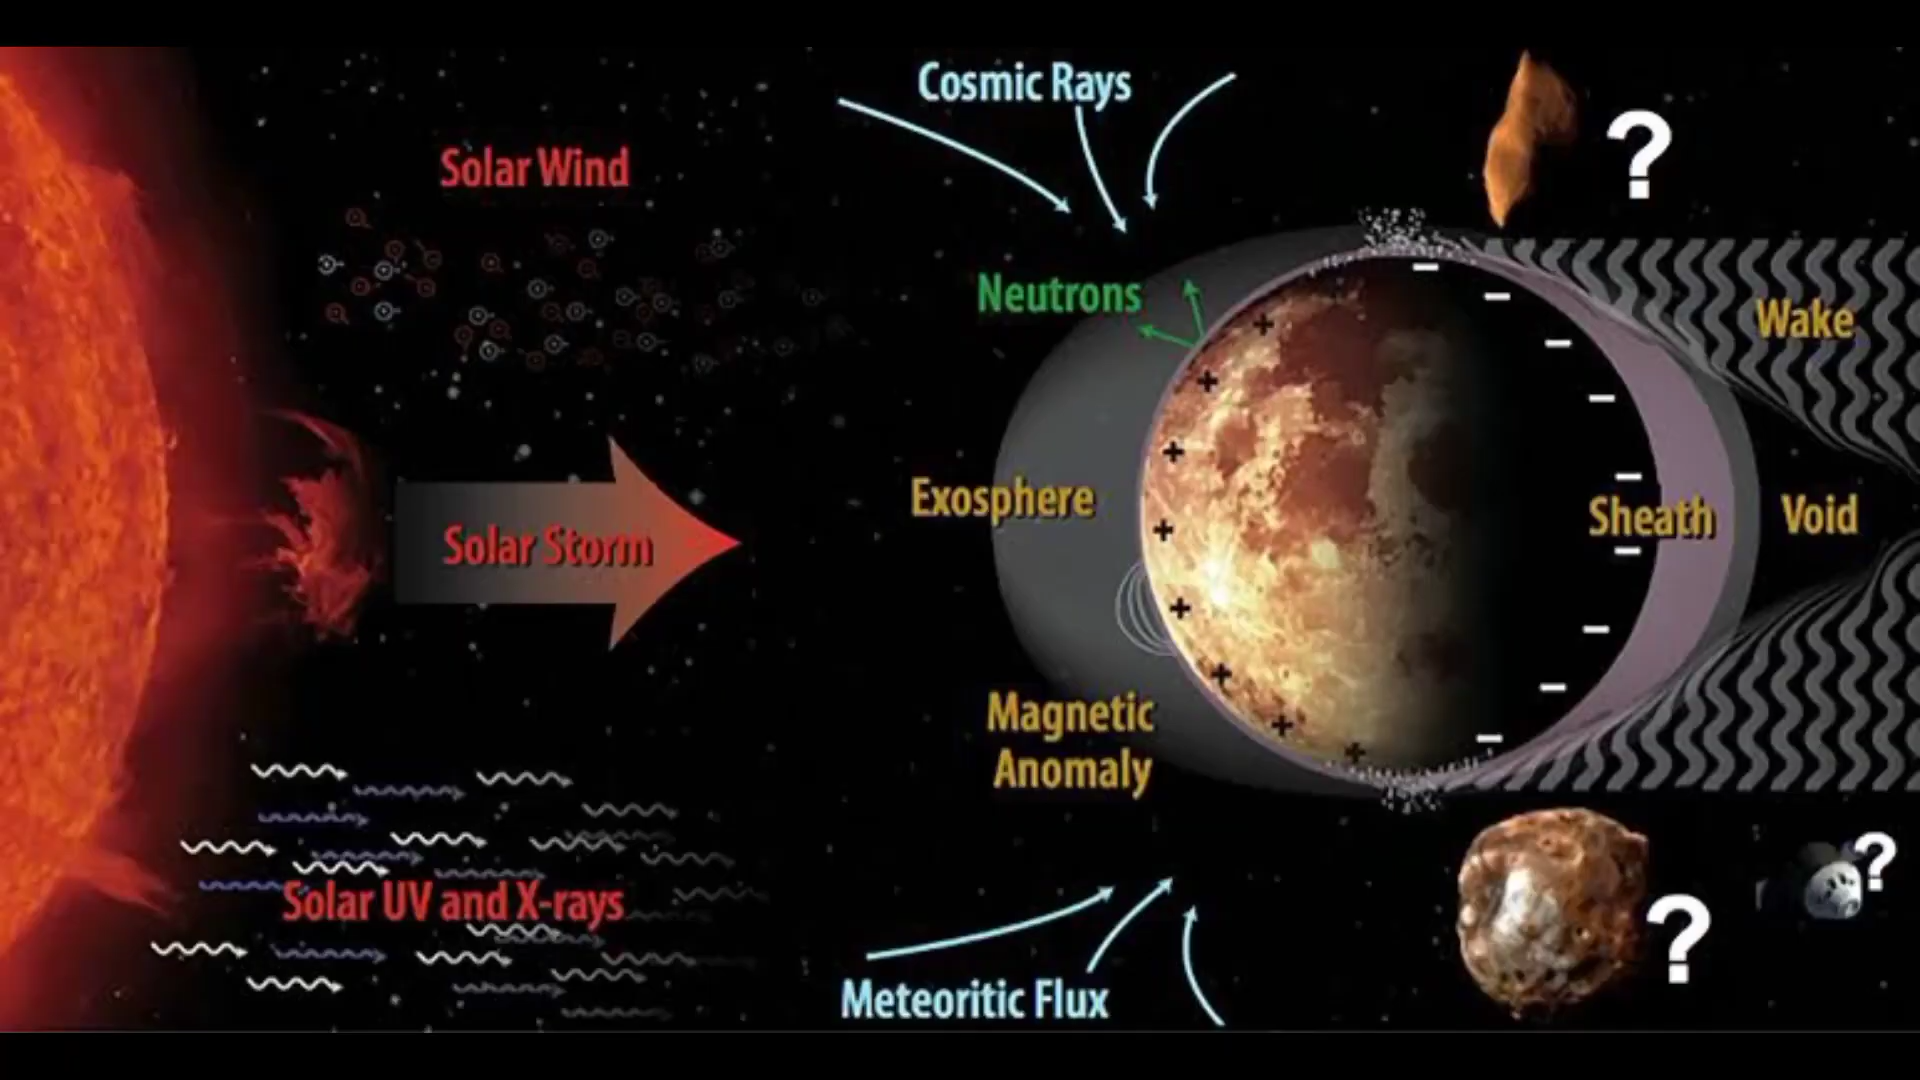 Cosmic Rays
?
Solar Wind
Neutrons
Wake
Exosphere
Sheath
Void
Solar Storm
Magnetic
Anomaly
?
Solar UV and X-rays
?
Meteoritic Flux